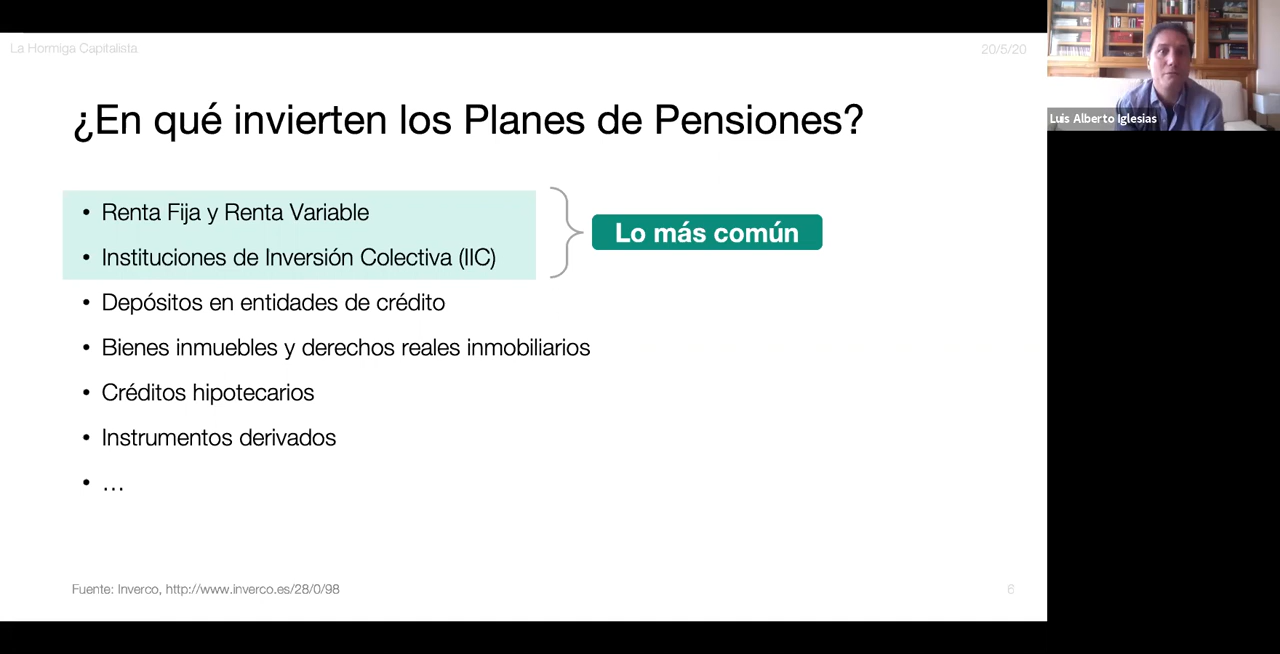 La Hormiga Capitalista
20/5/20
¿En qué invierten los Planes de Pensiones?
• Renta Fija y Renta Variable
• Instituciones de Inversión Colectiva (IIC)
Lo más común
• Depósitos en entidades de crédito
• Bienes inmuebles y derechos reales inmobiliarios
• Créditos hipotecarios
• Instrumentos derivados
• …
Fuente: Inverco, http://www.inverco.es/28/0/98
6
Luis Alberto Iglesias